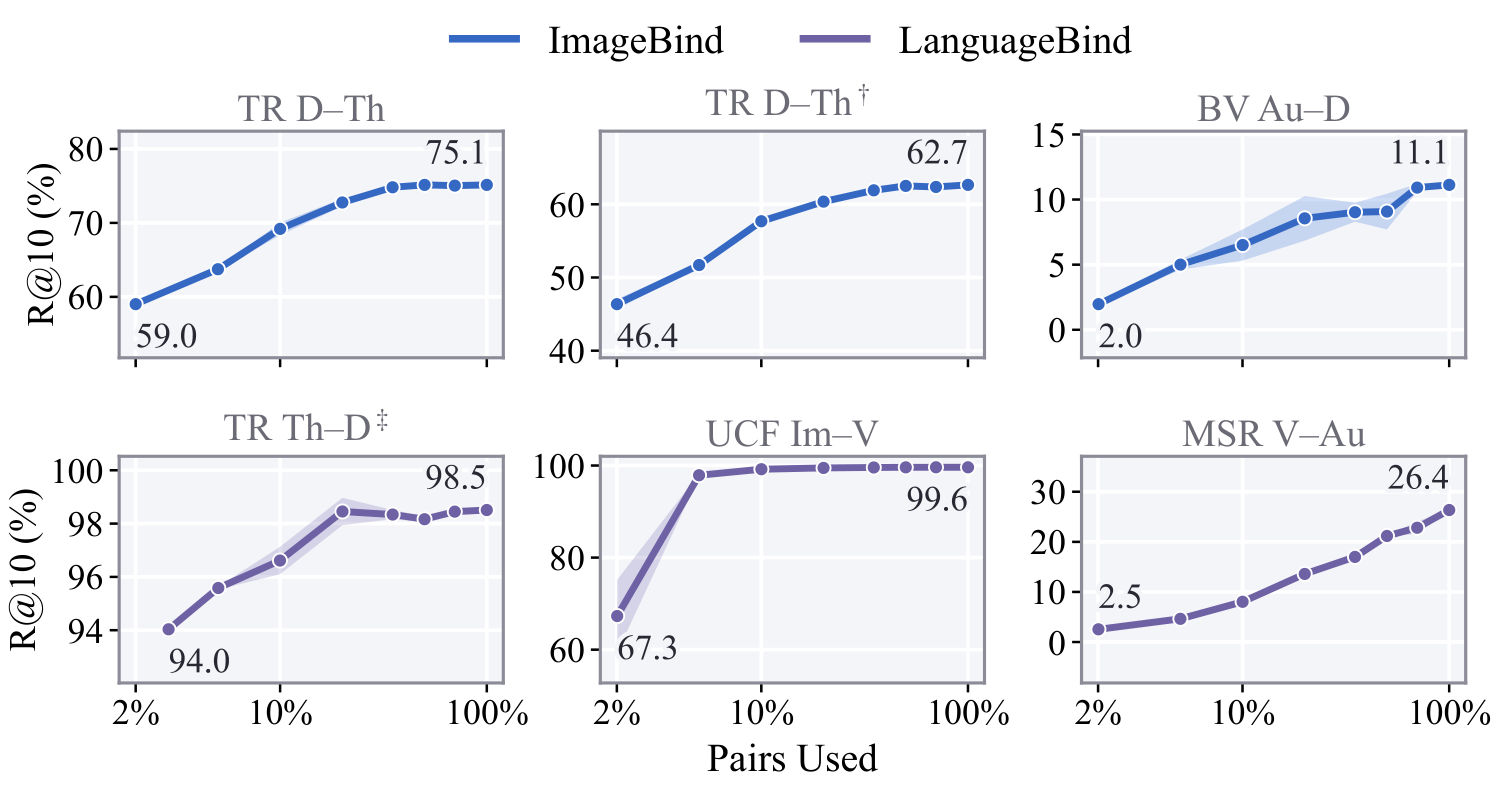 ImageBind LanguageBind
TR D–Th
TR D–Th†
BV Au–D
R@10 (%)
80
70
60
75.1
59.0
60
50
40
62.7
46.4
15
10
5
0
11.1
2.0
TR Th–D‡
UCF Im–V
MSR V–Au
R@10 (%)
100
98
96
94
98.5
94.0
100
80
60
99.6
67.3
30
20
10
0
26.4
2.5
2% 10% 100%
2% 10% 100%
2% 10% 100%
Pairs Used